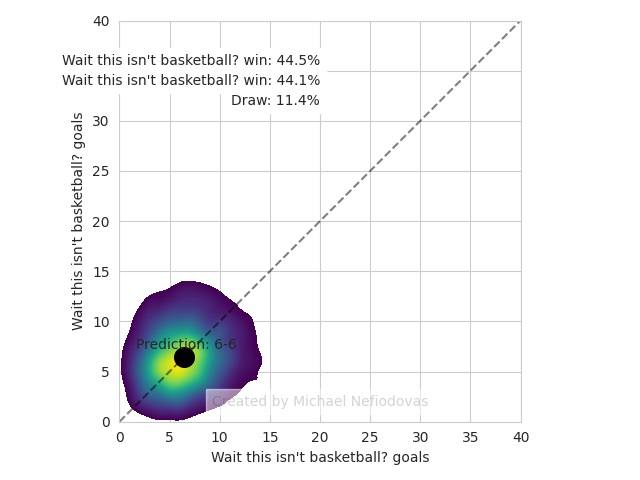 40
Wait this isn't basketball? win: 44.5%
Wait this isn't basketball? win: 44.1%
Draw: 11.4%
30
25
20
15
10
5
0
Wait this isn't basketball? goals
Prediction: 6-6
Created by Michael Nefiodovas
0 5 10 15 20 25 30 35 40
Wait this isn't basketball? goals